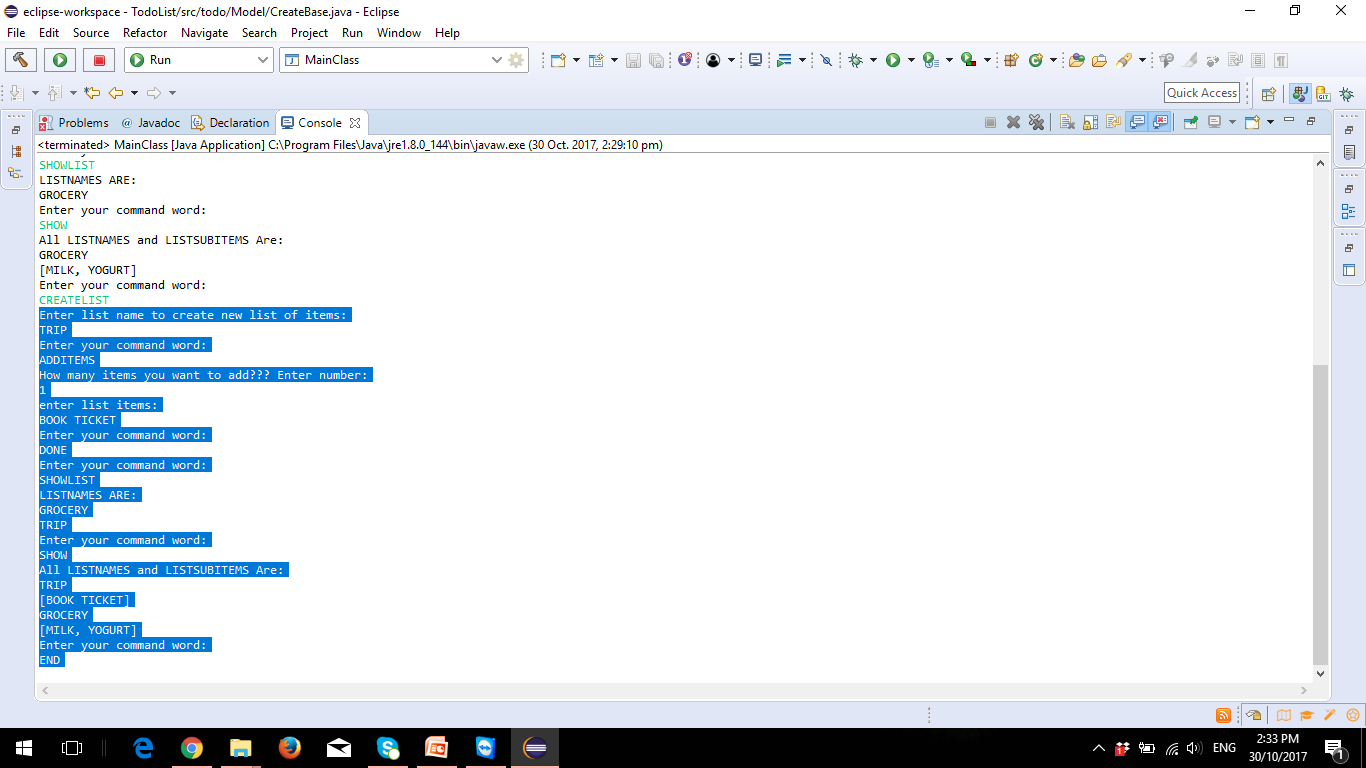 eclipse-workspace - TodoList/src/todo/Model/CreateBase.java - Eclipse
File Edit Source Refactor Navigate Search Project Run Window Help
Run MainClass
Quick Access
Problems @ Javadoc Declaration Console
<terminated> MainClass [Java Application] C:\Program Files\Java\jre1.8.0_144\bin\javaw.exe (30 Oct. 2017, 2:29:10 pm)
SHOWLIST
LISTNAMES ARE:
GROCERY
Enter your command word:
SHOW
All LISTNAMES and LISTSUBITEMS Are:
GROCERY
[MILK, YOGURT]
Enter your command word:
CREATELIST
Enter list name to create new list of items:
TRIP
Enter your command word:
ADDITEMS
How many items you want to add??? Enter number:
1
enter list items:
BOOK TICKET
Enter your command word:
DONE
Enter your command word:
SHOWLIST
LISTNAMES ARE:
GROCERY
TRIP
Enter your command word:
SHOW
All LISTNAMES and LISTSUBITEMS Are:
TRIP
[BOOK TICKET]
GROCERY
[MILK, YOGURT]
Enter your command word:
END
ENG
2:33 PM
30/10/2017
1